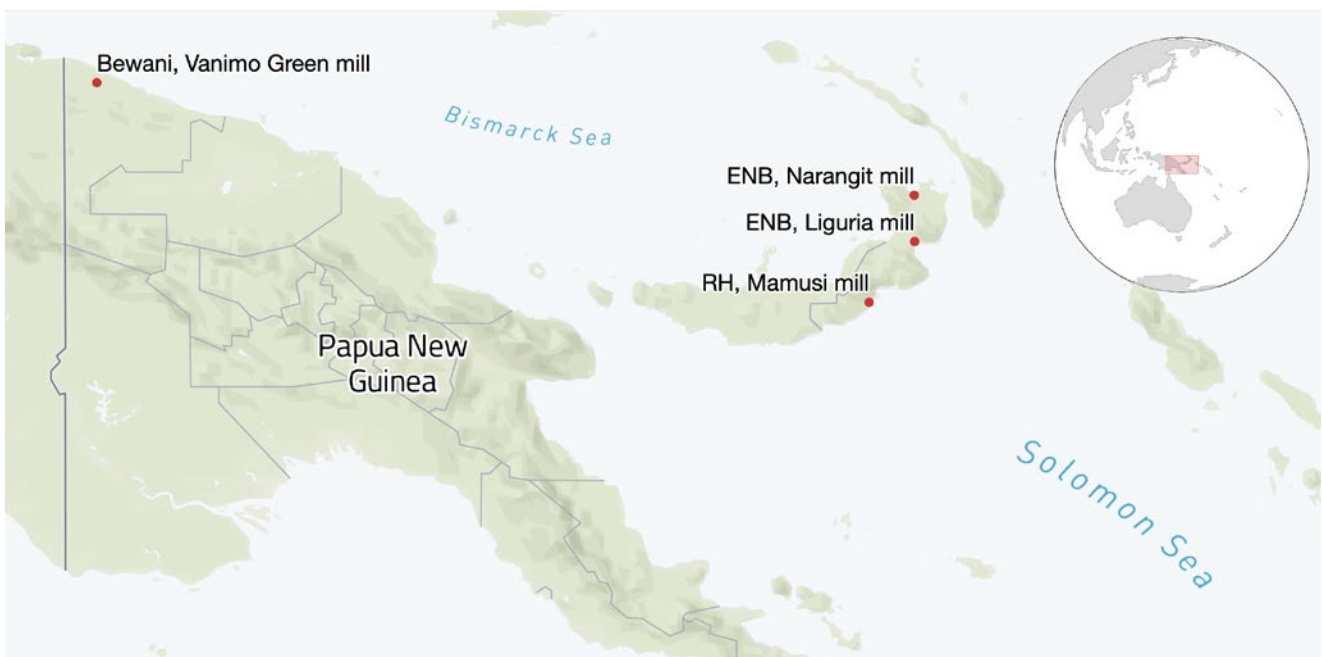 Bewani, Vanimo Green mill
Bismarck Sea
ENB, Narangit mill
ENB, Liguria mill
RH, Mamusi mill
Papua New
Guinea
Solomon Sea